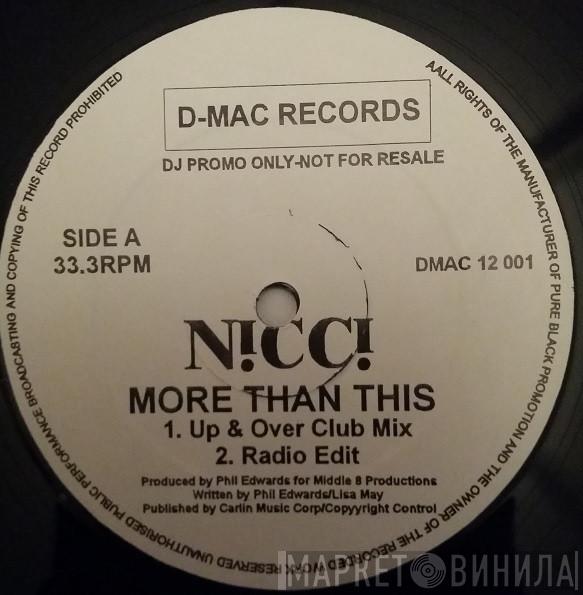 D-MAC RECORDS
DJ PROMO ONLY-NOT FOR RESALE
SIDE A
33.3RPM
DMAC 12 001
N!CC!
MORE THAN THIS
1. Up & Over Club Mix
2. Radio Edit
Produced by Phil Edwards for Middle 8 Productions
Written by Phil Edwards/Lisa May
Published by Carlin Music Corp/Copyyright Control
AALL RIGHTS OF THE MANUFACTURER OF PURE BLACK PROMOTION AND THE OWNER OF THE RECORDED WORK RESERVED UNAUTHORISED PUBLIC PERFORMANCE BROADCASTING AND COPYING OF THIS RECORD PROHIBITED
МАРКЕТ ВИНИЛА